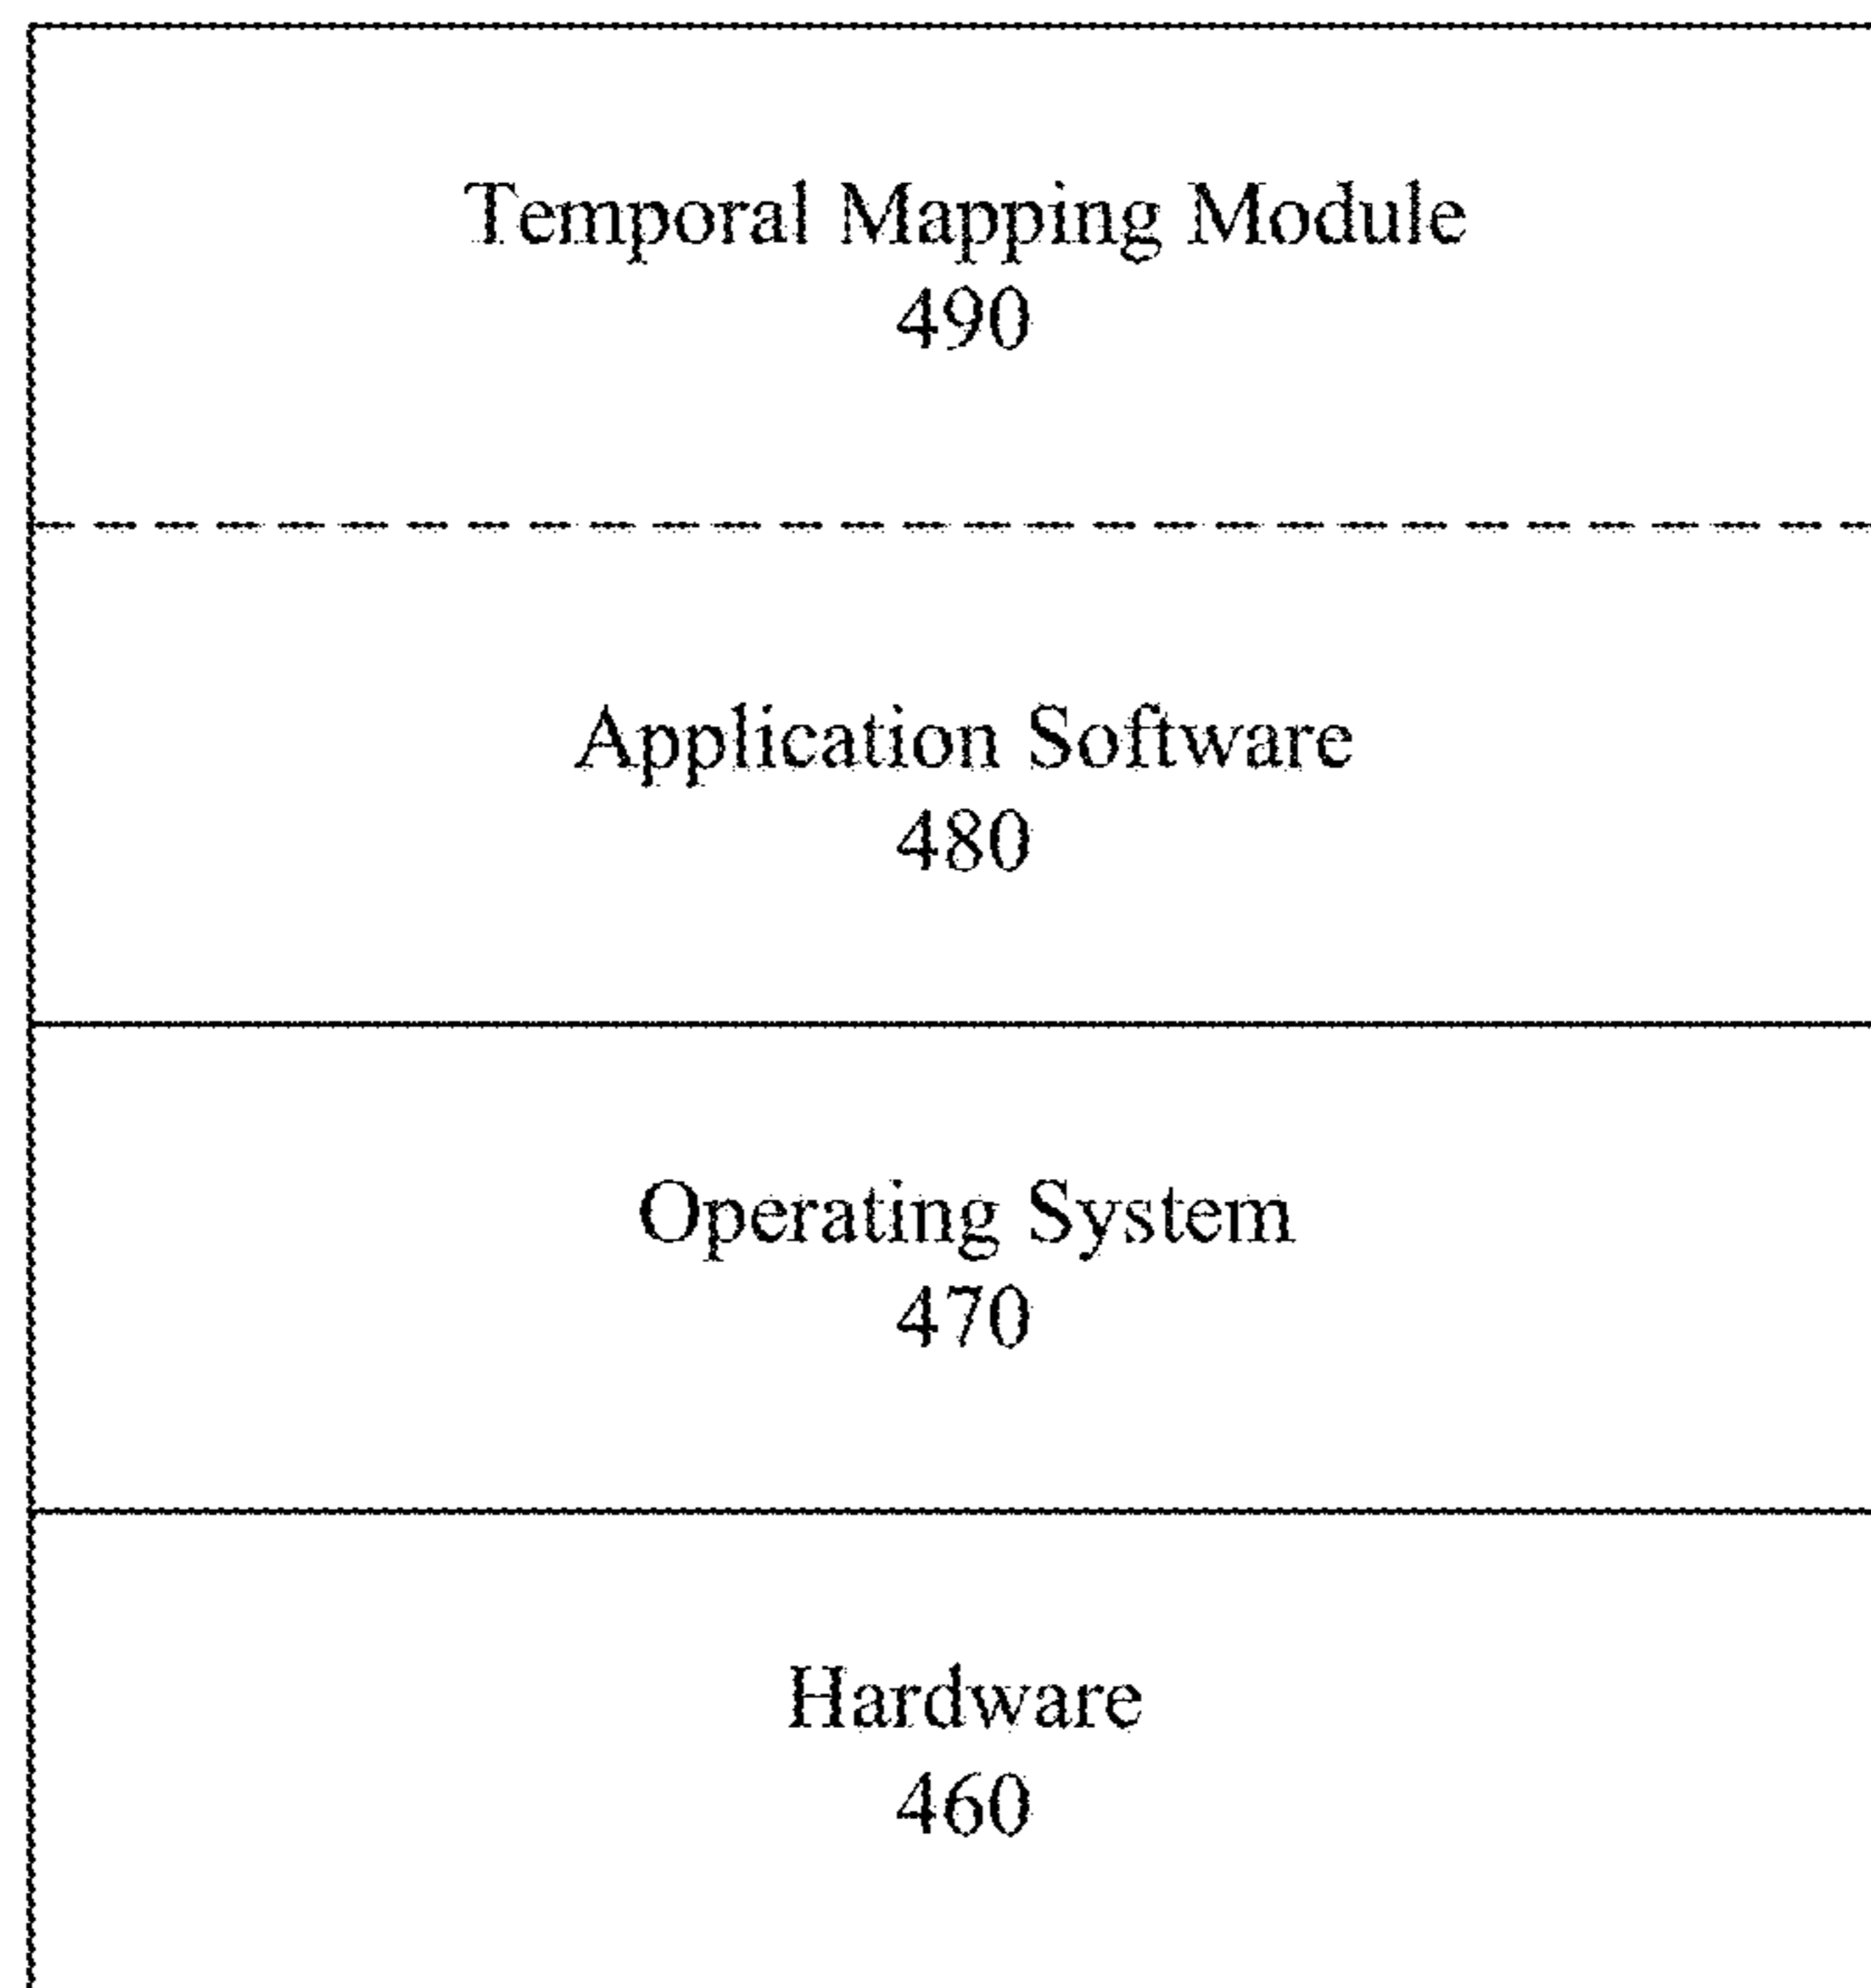 Temporal Mapping Module
490
Application Software
480
Operating System
470
Hardware
460